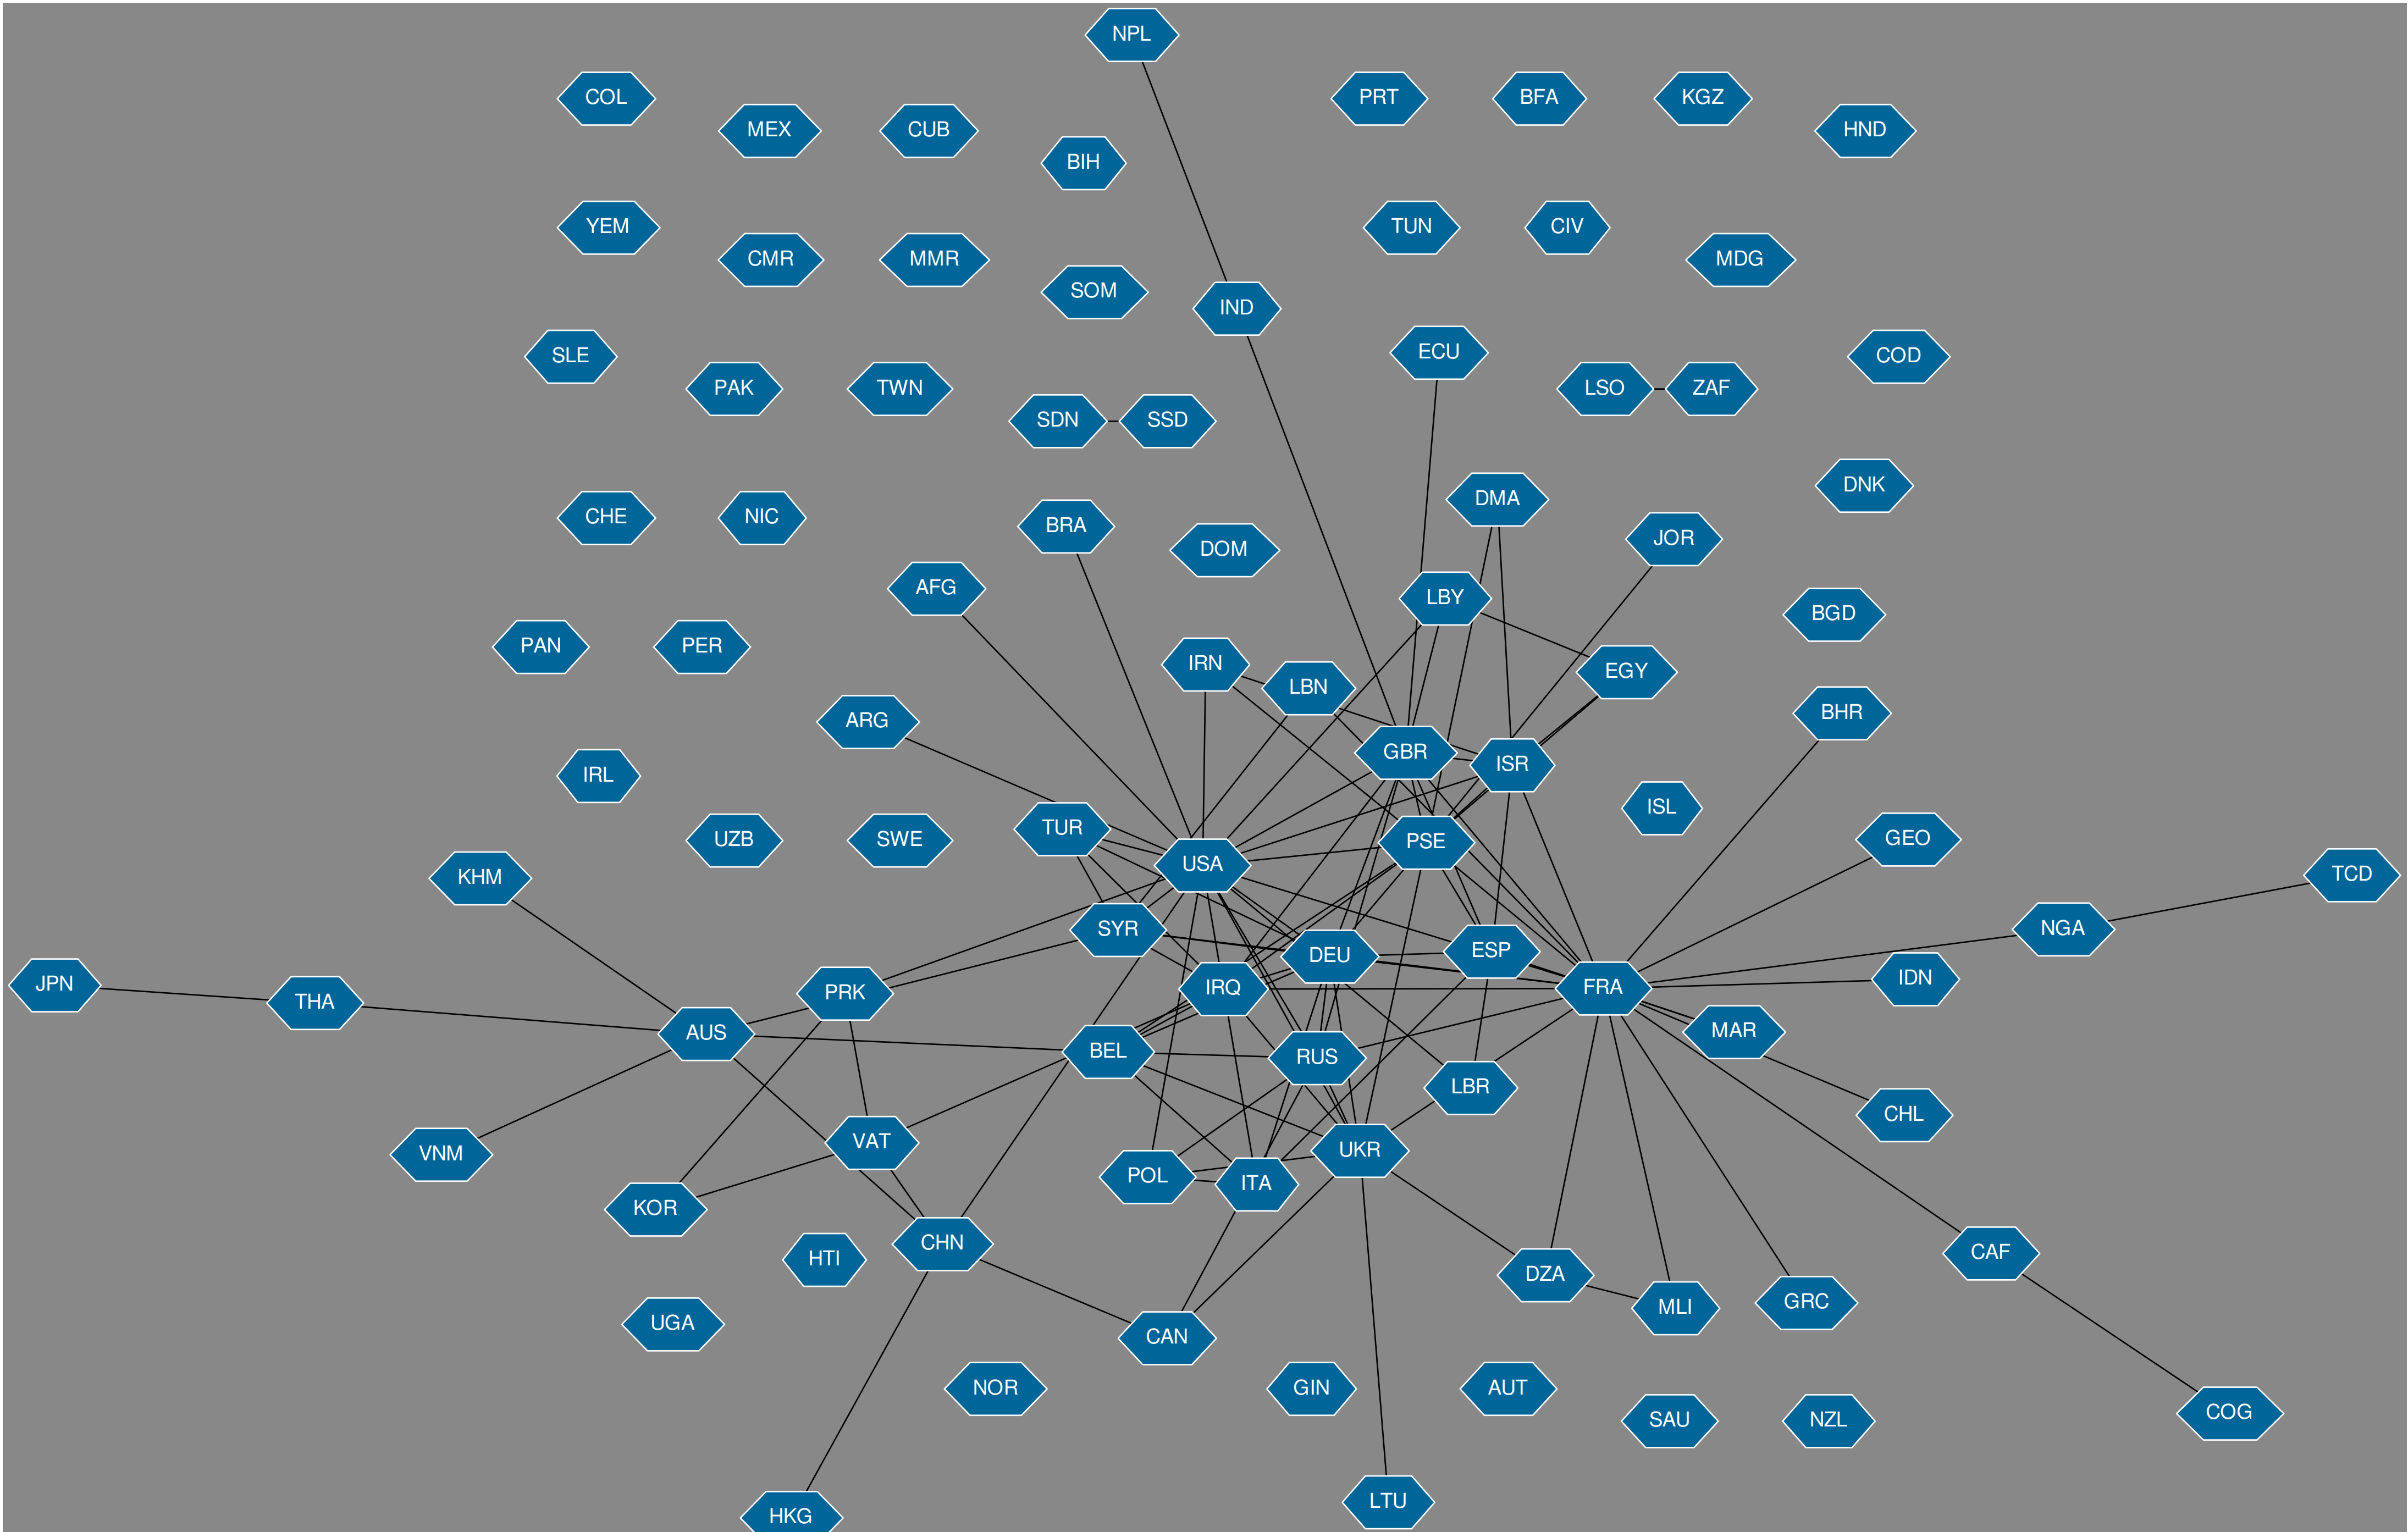 NPL
COL
PRT
BFA
KGZ
MEX
CUB
HND
BIH
YEM
TUN
CIV
CMR
MMR
MDG
SOM
IND
SLE
ECU
COD
PAK
TWN
LSO
ZAF
SDN
SSD
DNK
DMA
CHE
NIC
BRA
JOR
DOM
AFG
LBY
BGD
PAN
PER
IRN
EGY
LBN
BHR
ARG
GBR
ISR
IRL
ISL
TUR
UZB
SWE
PSE
GEO
USA
TCD
KHM
SYR
NGA
ESP
DEU
IDN
JPN
IRQ
FRA
PRK
THA
MAR
AUS
BEL
RUS
LBR
CHL
VAT
UKR
VNM
POL
ITA
KOR
CHN
CAF
HTI
DZA
GRC
MLI
UGA
CAN
NOR
GIN
AUT
COG
SAU
NZL
LTU
HKG